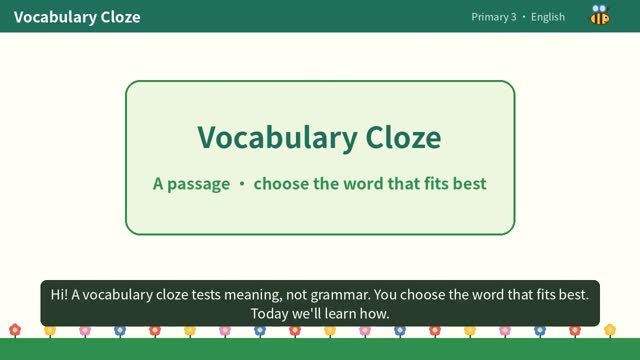 Vocabulary Cloze
Primary 3 • English
Vocabulary Cloze
A passage • choose the word that fits best
Hi! A vocabulary cloze tests meaning, not grammar. You choose the word that fits best.
Today we'll learn how.